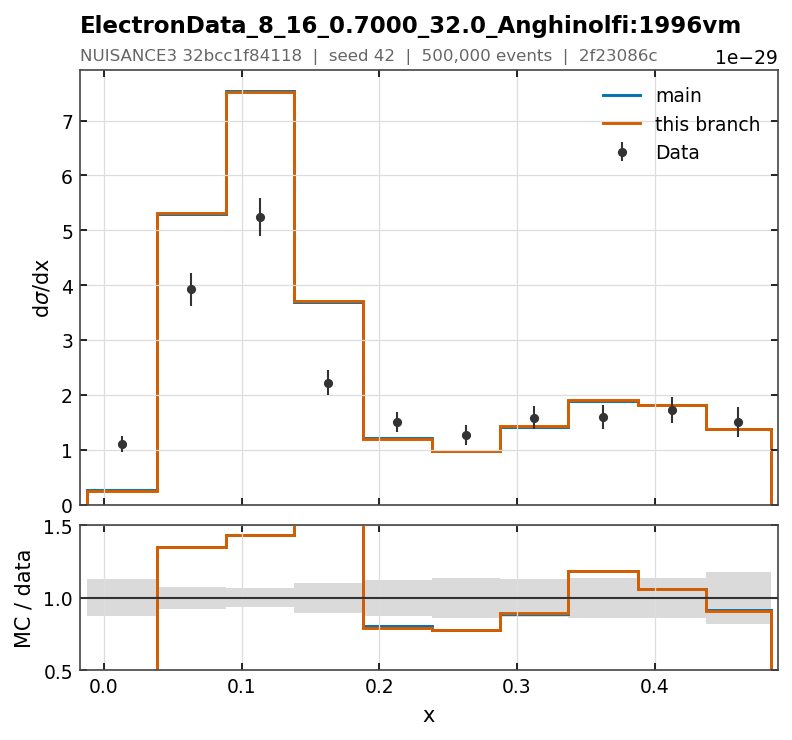 ElectronData_8_16_0.7000_32.0_Anghinolfi:1996vm
NUISANCE3 32bcc1f84118 | seed 42 | 500,000 events | 2f23086c
1e−29
main
this branch
Data
dσ/dx
7
6
5
4
3
2
1
0
MC / data
1.5
1.0
0.5
0.0 0.1 0.2 0.3 0.4
x